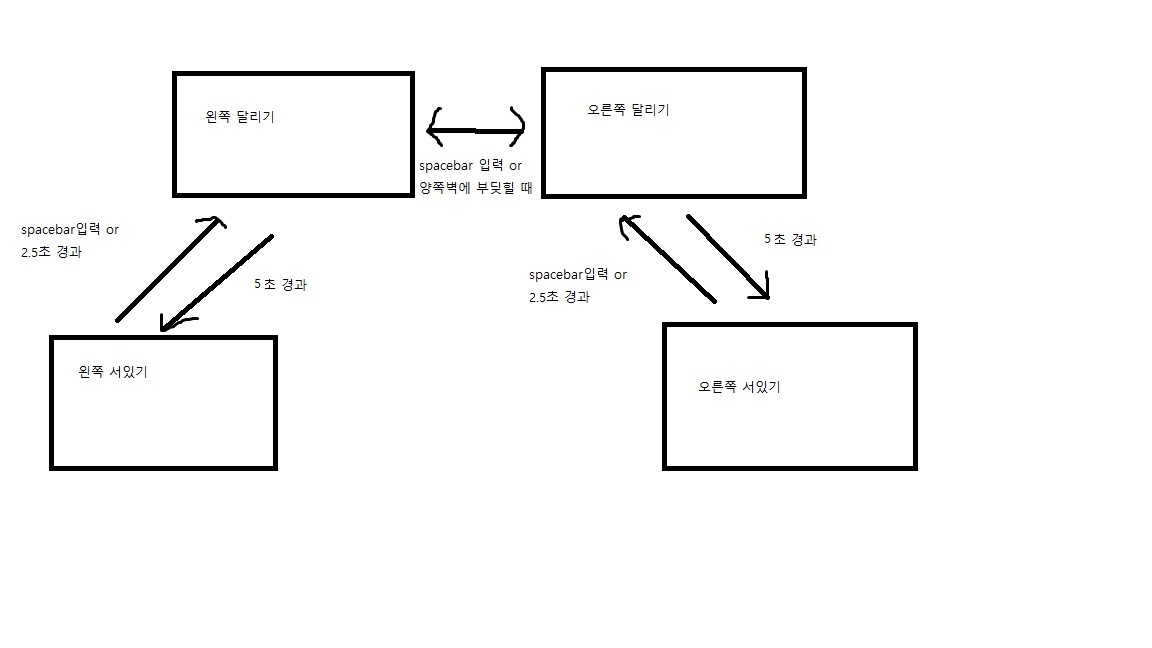 왼쪽 달리기
오른쪽 달리기
spacebar 입력 or
양쪽벽에 부딪힐 때
spacebar입력 or
2.5초 경과
5초 경과
spacebar입력 or
2.5초 경과
5초 경과
왼쪽 서있기
오른쪽 서있기